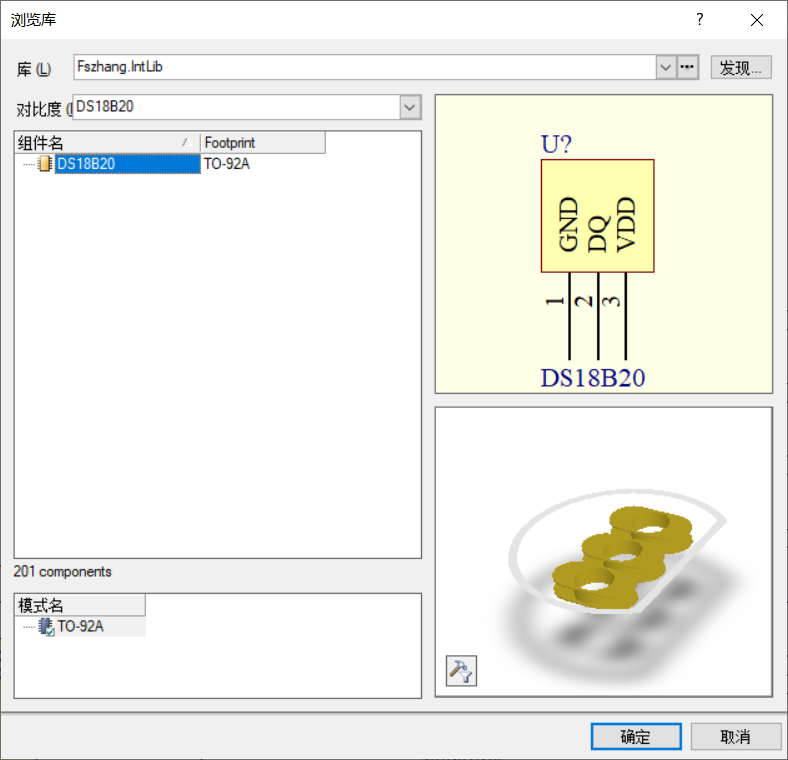 浏览库
?
库 (L)
Fszhang.IntLib
发现...
对比度 (
DS18B20
组件名
Footprint
DS18B20
TO-92A
U?
GND
DQ
VDD
1
2
3
DS18B20
201 components
模式名
TO-92A
确定
取消